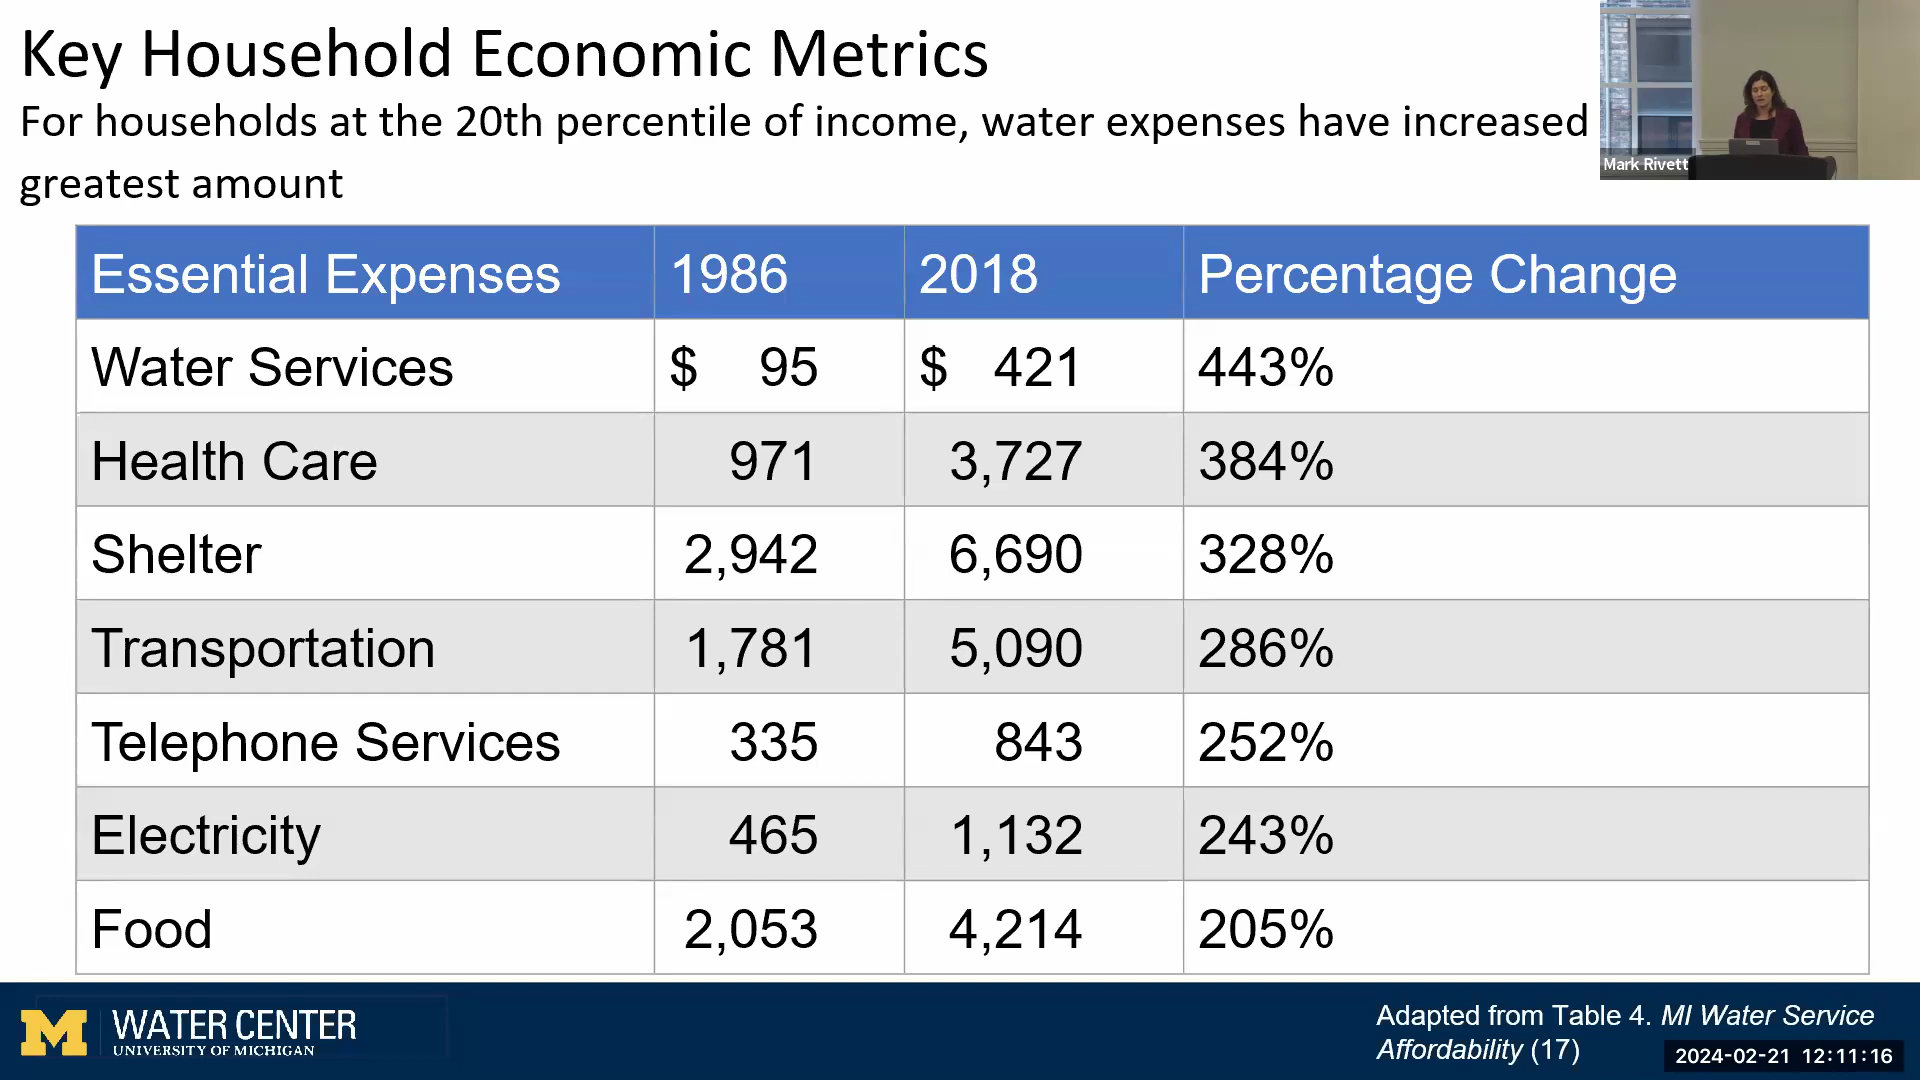 Key Household Economic Metrics
For households at the 20th percentile of income, water expenses have increased
greatest amount
Mark Rivett
Essential Expenses 1986 2018 Percentage Change
Water Services $ 95 $ 421 443%
Health Care 971 3,727 384%
Shelter 2,942 6,690 328%
Transportation 1,781 5,090 286%
Telephone Services 335 843 252%
Electricity 465 1,132 243%
Food 2,053 4,214 205%
M WATER CENTER
UNIVERSITY OF MICHIGAN
Adapted from Table 4. MI Water Service
Affordability (17)
2024-02-21 12:11:16